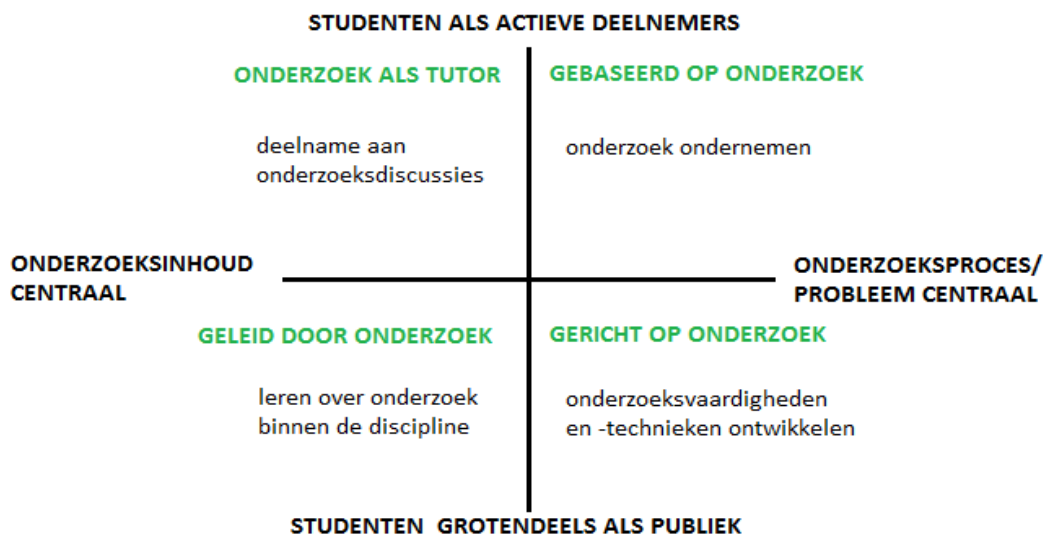 STUDENTEN ALS ACTIEVE DEELNEMERS
ONDERZOEK ALS TUTOR
GEBASEERD OP ONDERZOEK
deelname aan
onderzoeksdiscussies
onderzoek ondernemen
ONDERZOEKSINHOUD
CENTRAAL
ONDERZOEKSPROCES/
PROBLEEM CENTRAAL
GELEID DOOR ONDERZOEK
GERICHT OP ONDERZOEK
leren over onderzoek
binnen de discipline
onderzoeksvaardigheden
en -technieken ontwikkelen
STUDENTEN GROTENDEELS ALS PUBLIEK